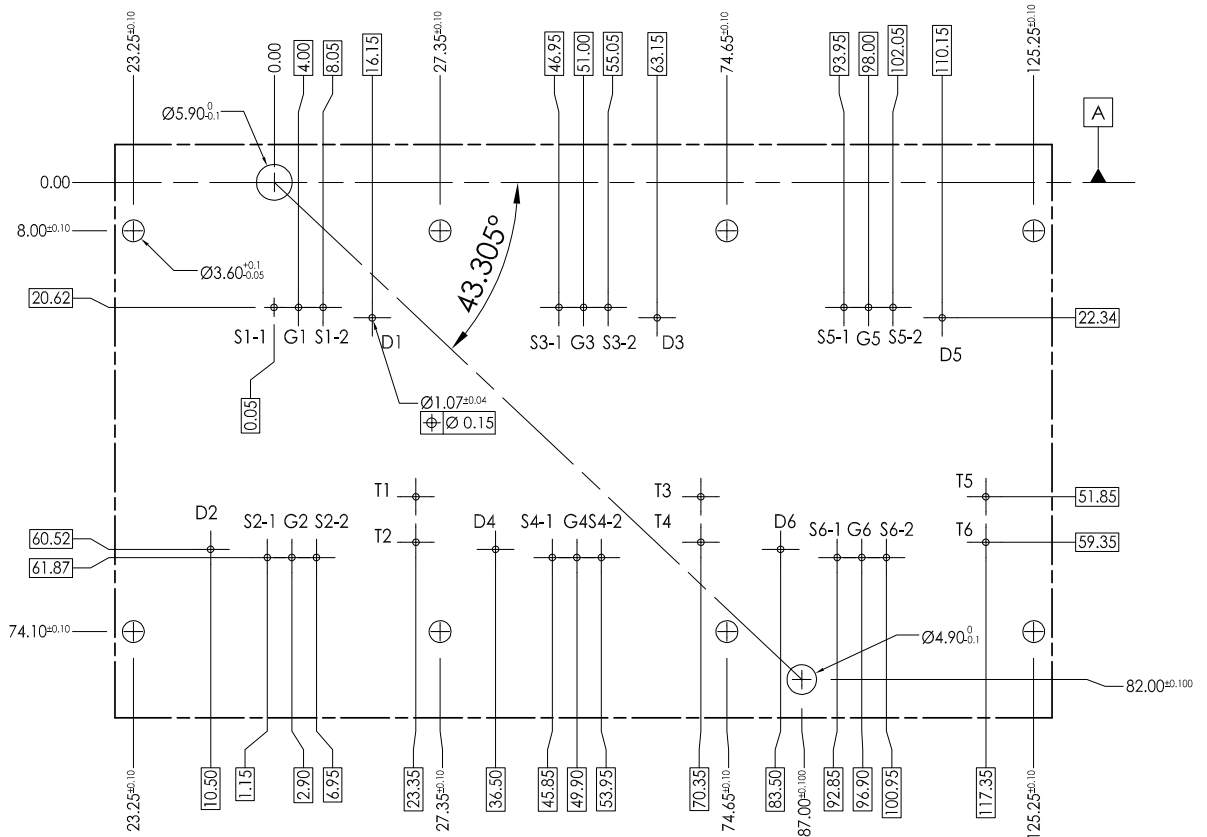 23.25±0.10
0.00
4.00
8.05
16.15
27.35±0.10
46.95
51.00
55.05
63.15
74.65±0.10
93.95
98.00
102.05
110.15
125.25±0.10
Ø5.90 0 -0.1
A
0.00
8.00±0.10
Ø3.60 +0.1 -0.05
43.305°
20.62
22.34
S1-1 G1 S1-2
D1
S3-1 G3 S3-2
D3
S5-1 G5 S5-2
D5
0.05
Ø1.07±0.04
⌖ Ø 0.15
T1
T3
T5
51.85
D2
S2-1 G2 S2-2
T2
D4
S4-1 G4 S4-2
T4
D6
S6-1 G6 S6-2
T6
60.52
59.35
61.87
74.10±0.10
Ø4.90 0 -0.1
82.00±0.100
23.25±0.10
10.50
1.15
2.90
6.95
23.35
27.35±0.10
36.50
45.85
49.90
53.95
70.35
74.65±0.10
83.50
87.00±0.100
92.85
96.90
100.95
117.35
125.25±0.10